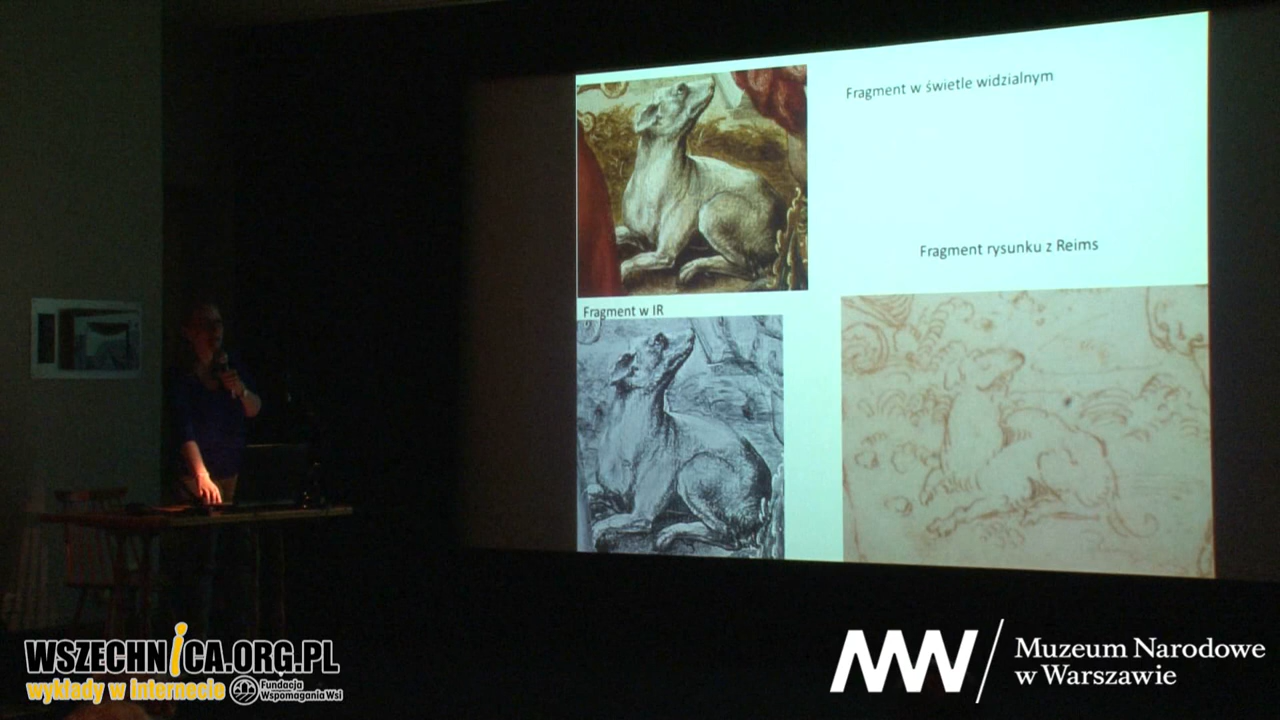 Fragment w świetle widzialnym
Fragment rysunku z Reims
Fragment w IR
WSZECHNICA.ORG.PL
wykłady w internecie
Fundacja
Wspomagania Wsi
Muzeum Narodowe
w Warszawie